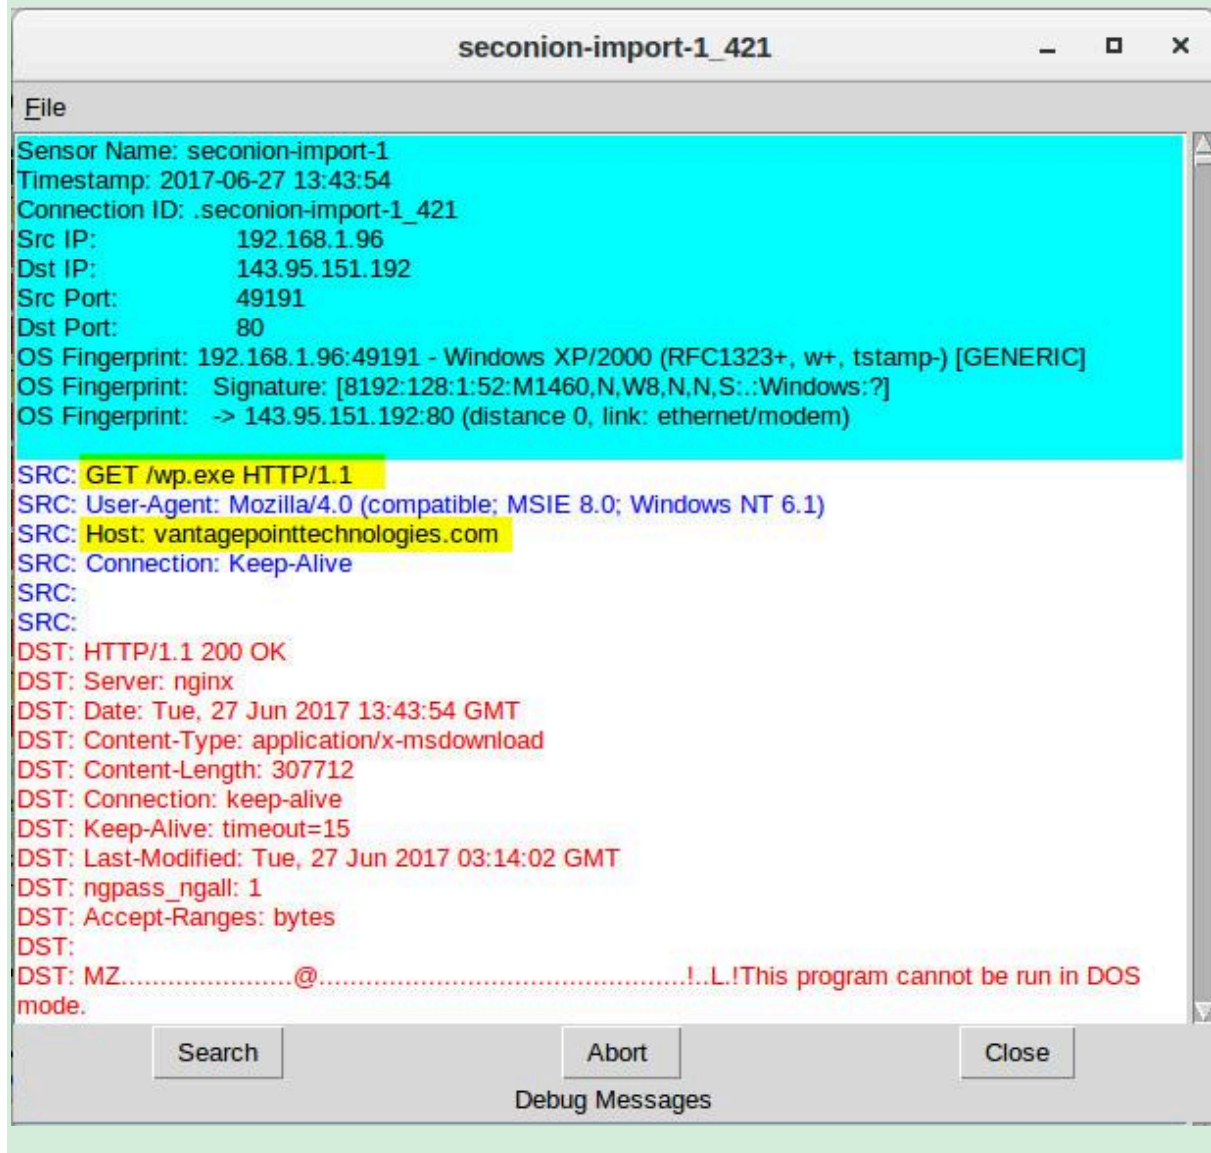 seconion-import-1_421
File
Sensor Name: seconion-import-1
Timestamp: 2017-06-27 13:43:54
Connection ID: .seconion-import-1_421
Src IP: 192.168.1.96
Dst IP: 143.95.151.192
Src Port: 49191
Dst Port: 80
OS Fingerprint: 192.168.1.96:49191 - Windows XP/2000 (RFC1323+, w+, tstamp-) [GENERIC]
OS Fingerprint: Signature: [8192:128:1:52:M1460,N,W8,N,N,S:.:Windows:?]
OS Fingerprint: -> 143.95.151.192:80 (distance 0, link: ethernet/modem)
SRC: GET /wp.exe HTTP/1.1
SRC: User-Agent: Mozilla/4.0 (compatible; MSIE 8.0; Windows NT 6.1)
SRC: Host: vantagepointtechnologies.com
SRC: Connection: Keep-Alive
SRC:
SRC:
DST: HTTP/1.1 200 OK
DST: Server: nginx
DST: Date: Tue, 27 Jun 2017 13:43:54 GMT
DST: Content-Type: application/x-msdownload
DST: Content-Length: 307712
DST: Connection: keep-alive
DST: Keep-Alive: timeout=15
DST: Last-Modified: Tue, 27 Jun 2017 03:14:02 GMT
DST: ngpass_ngall: 1
DST: Accept-Ranges: bytes
DST:
DST: MZ......................@................................................!..L.!This program cannot be run in DOS
mode.
Search Abort Close
Debug Messages